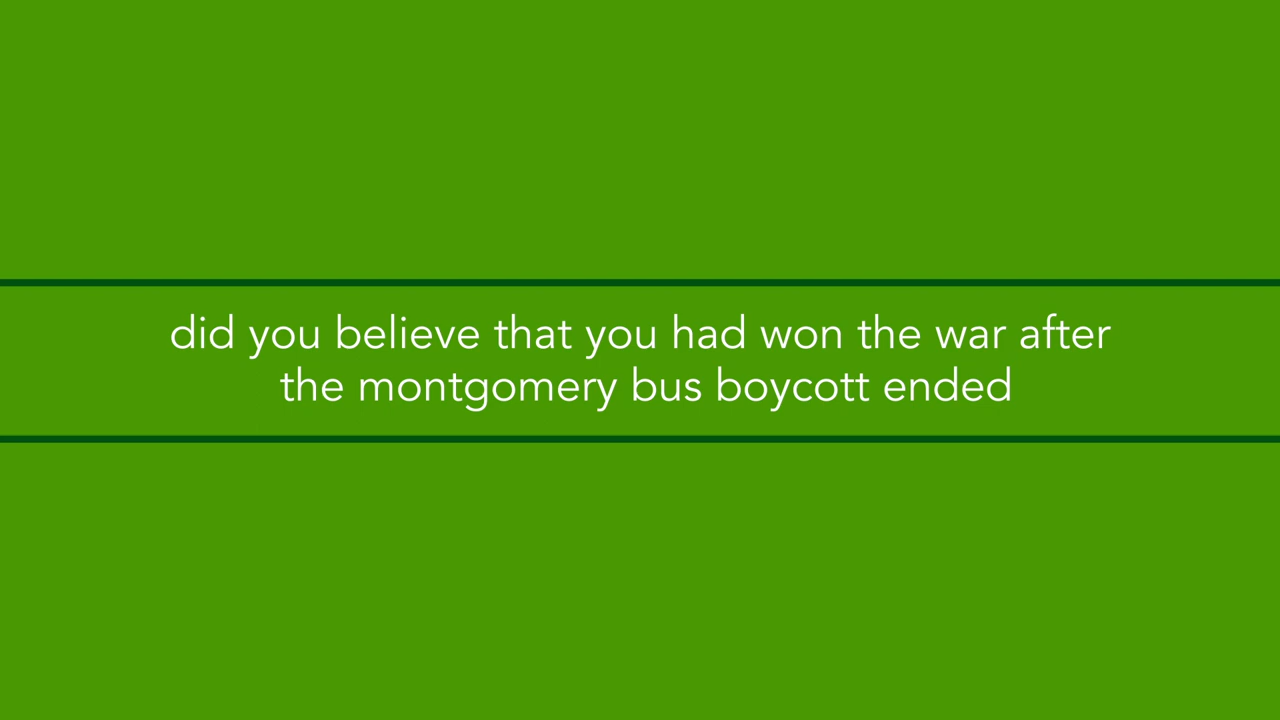 did you believe that you had won the war after
the montgomery bus boycott ended